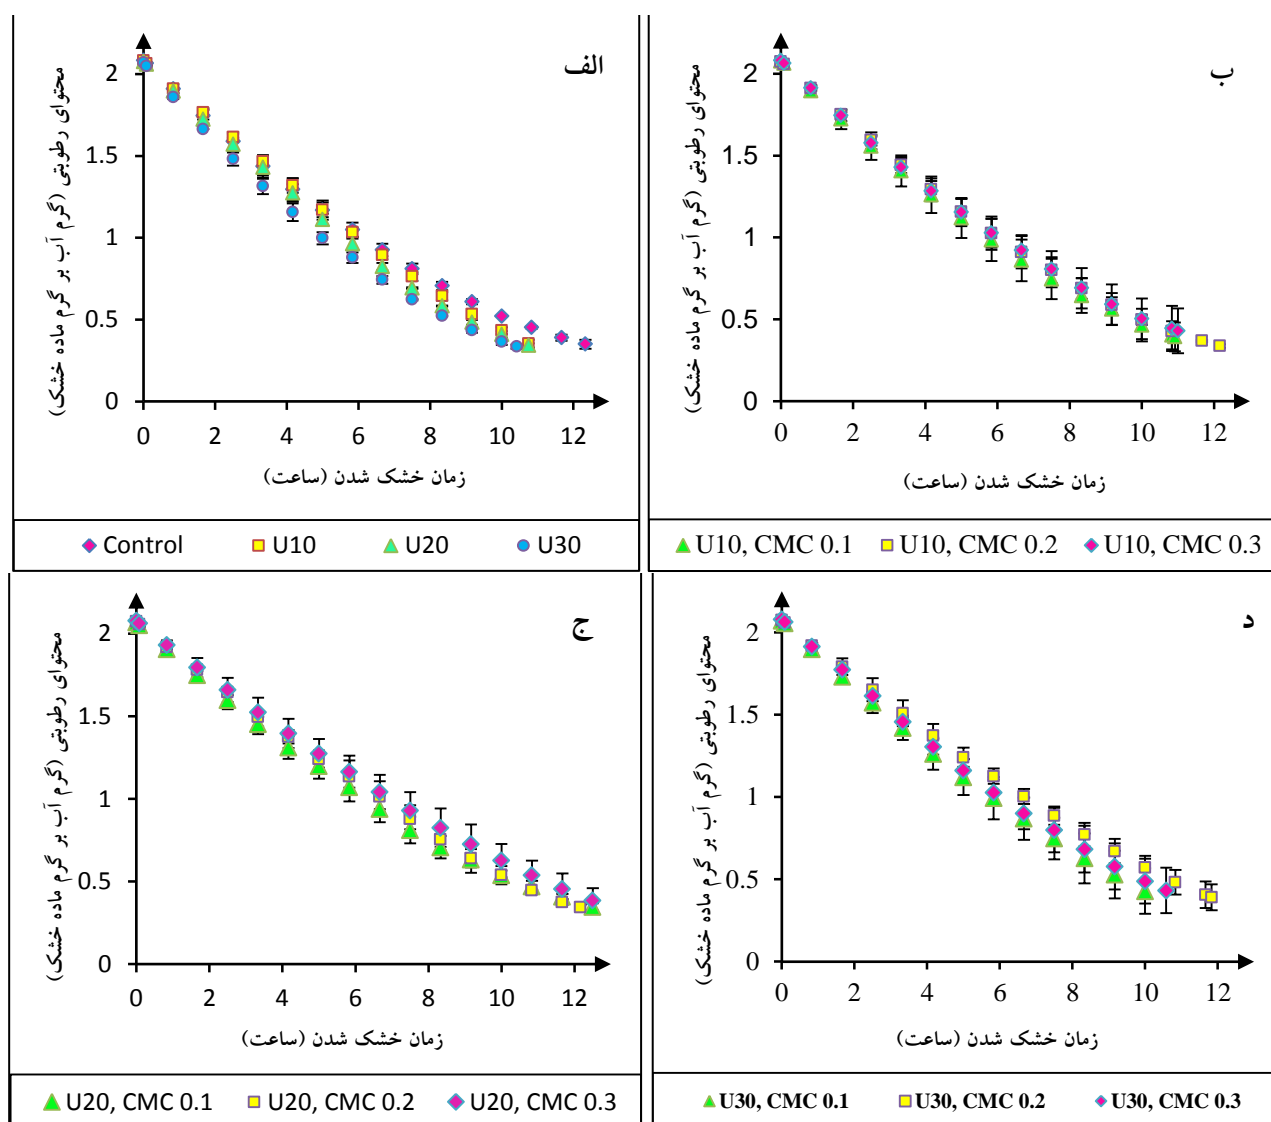 الف
محتوای رطوبتی (گرم آب بر گرم ماده خشک)
2
1.5
1
0.5
0
0 2 4 6 8 10 12
زمان خشک شدن (ساعت)
Control U10 U20 U30
ب
محتوای رطوبتی (گرم آب بر گرم ماده خشک)
2
1.5
1
0.5
0
0 2 4 6 8 10 12
زمان خشک شدن (ساعت)
U10, CMC 0.1 U10, CMC 0.2 U10, CMC 0.3
ج
محتوای رطوبتی (گرم آب بر گرم ماده خشک)
2
1.5
1
0.5
0
0 2 4 6 8 10 12
زمان خشک شدن (ساعت)
U20, CMC 0.1 U20, CMC 0.2 U20, CMC 0.3
د
محتوای رطوبتی (گرم آب بر گرم ماده خشک)
2
1.5
1
0.5
0
0 2 4 6 8 10 12
زمان خشک شدن (ساعت)
U30, CMC 0.1 U30, CMC 0.2 U30, CMC 0.3